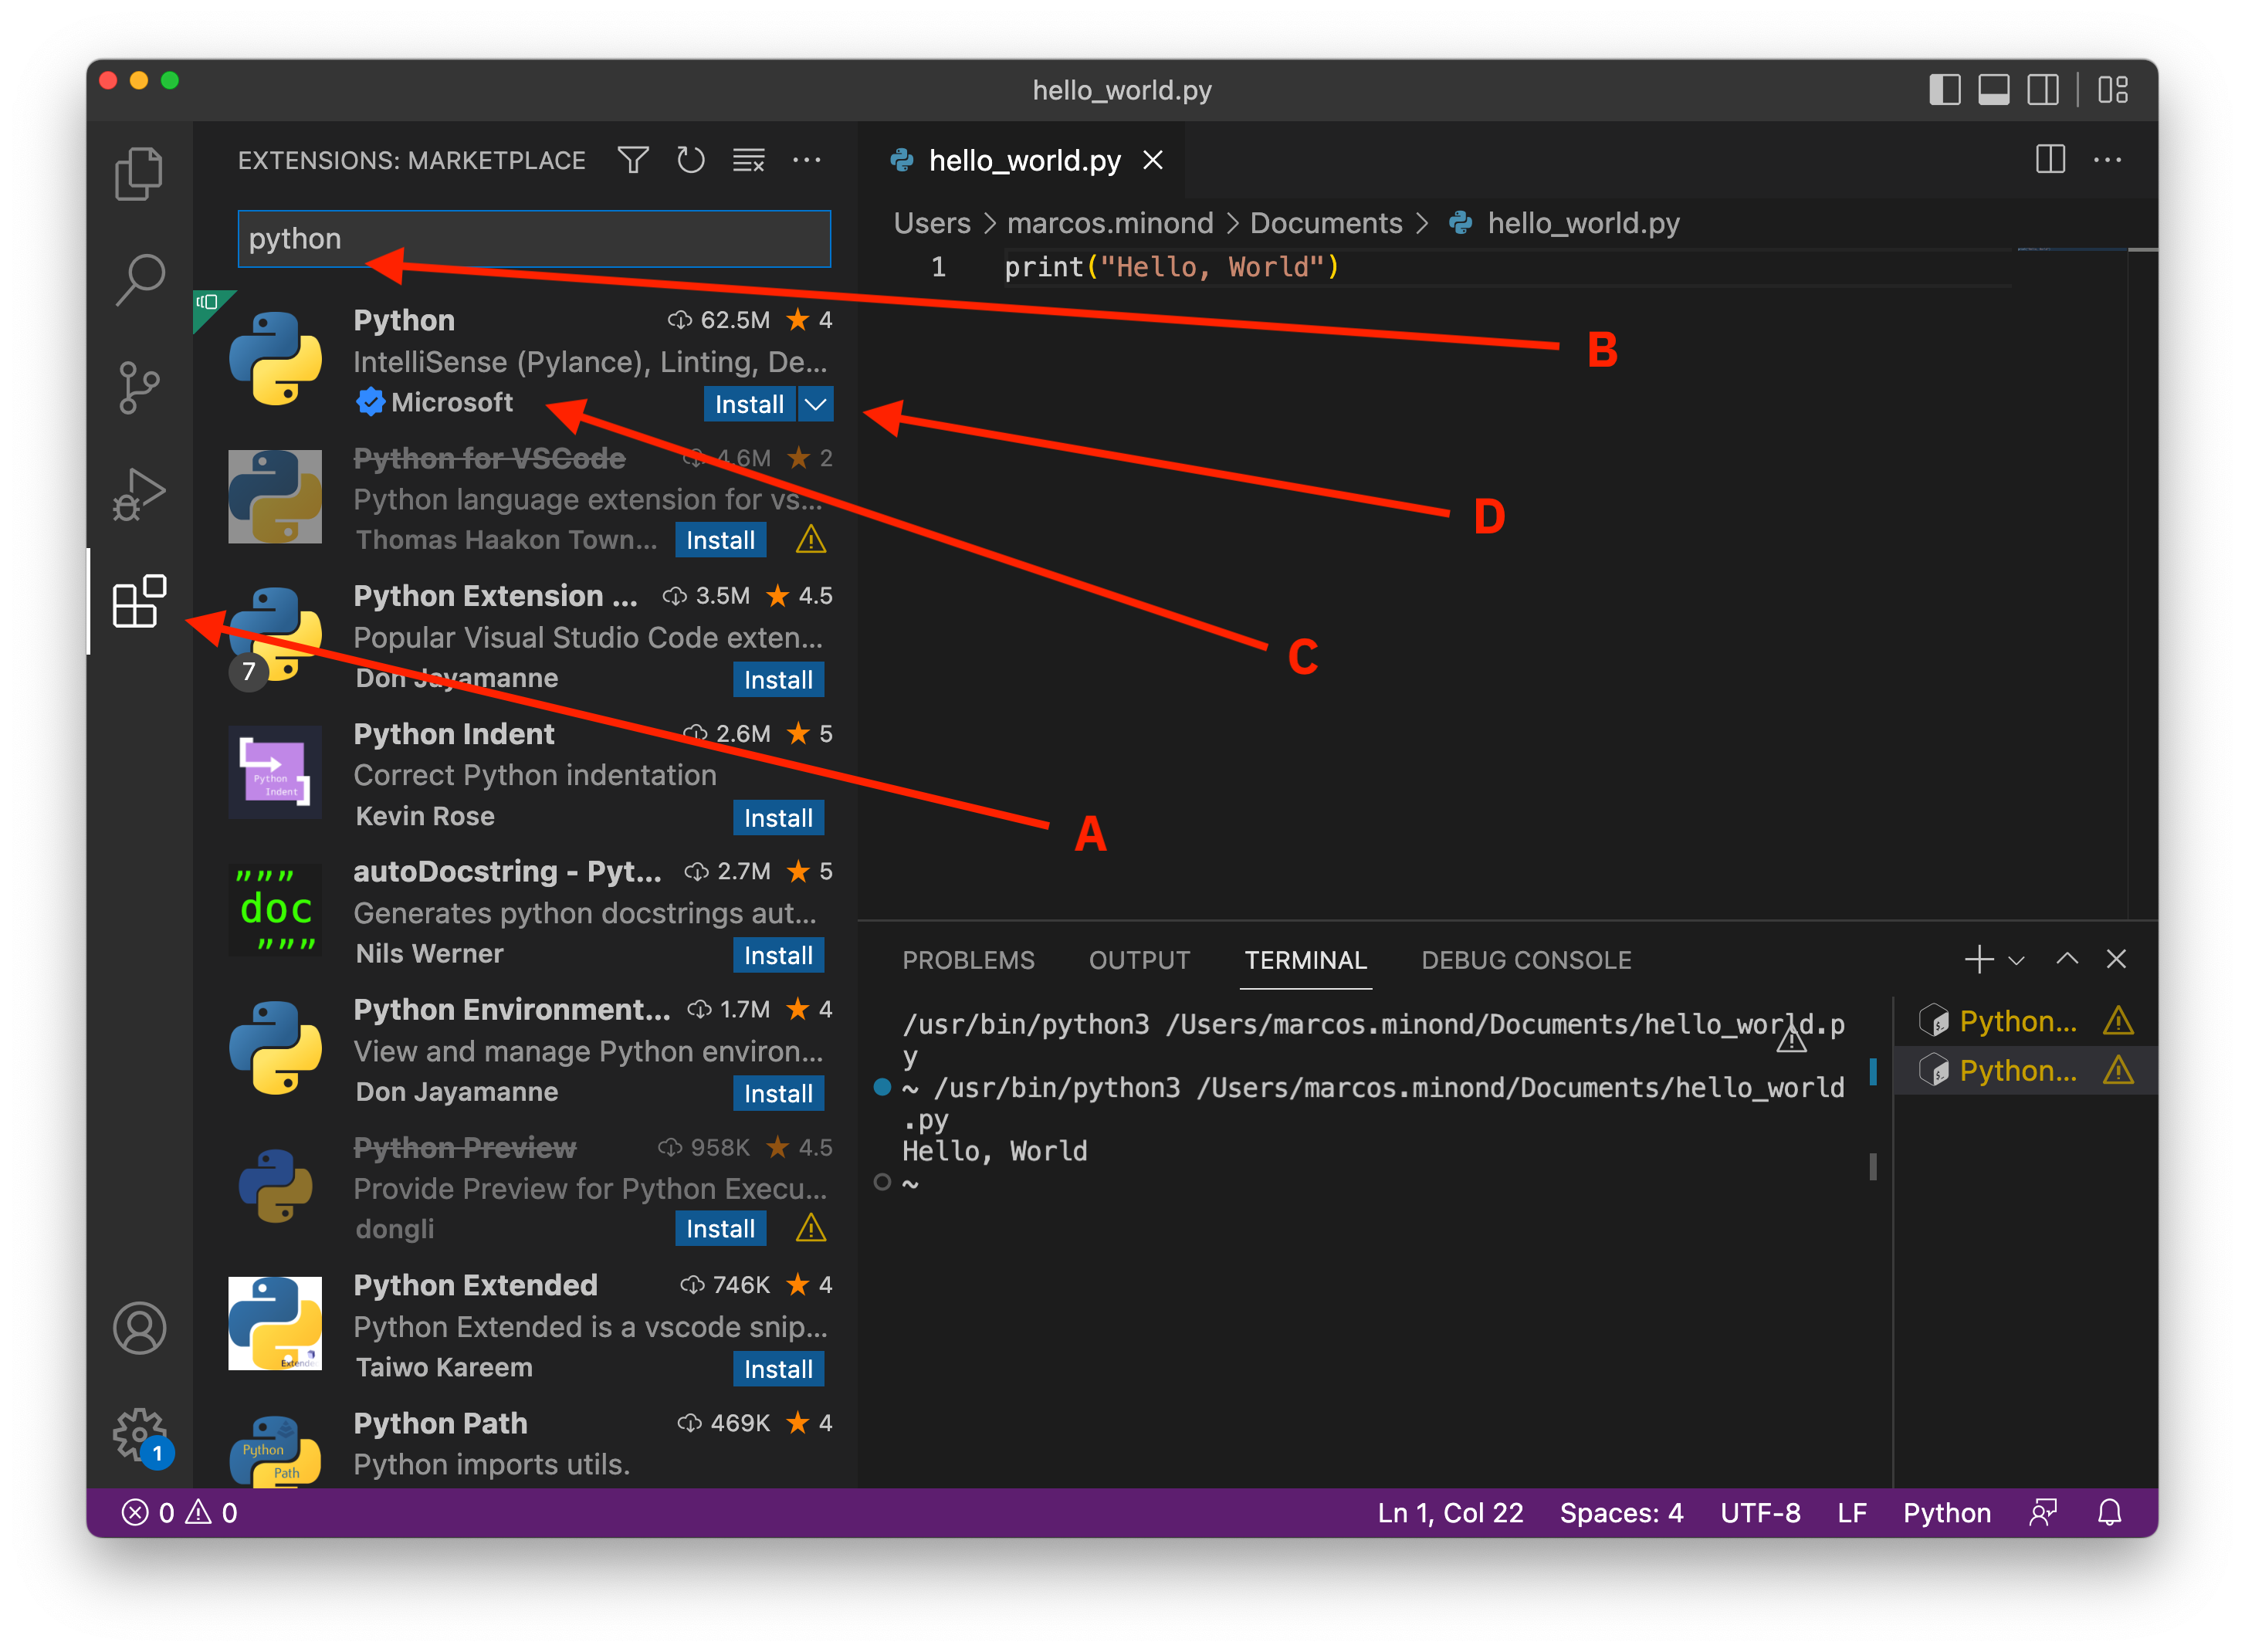 hello_world.py
EXTENSIONS: MARKETPLACE
python
Python 62.5M 4
IntelliSense (Pylance), Linting, De...
Microsoft Install
Python for VSCode 4.6M 2
Python language extension for vs...
Thomas Haakon Town... Install
Python Extension ... 3.5M 4.5
Popular Visual Studio Code exten...
7
Don Jayamanne Install
Python Indent 2.6M 5
Correct Python indentation
Kevin Rose Install
Python
Indent
autoDocstring - Pyt... 2.7M 5
Generates python docstrings aut...
Nils Werner Install
"""
doc
"""
Python Environment... 1.7M 4
View and manage Python environ...
Don Jayamanne Install
Python Preview 958K 4.5
Provide Preview for Python Execu...
dongli Install
Python Extended 746K 4
Python Extended is a vscode snip...
Taiwo Kareem Install
Python Path 469K 4
Python imports utils.
Python
Path
1
hello_world.py
Users > marcos.minond > Documents > hello_world.py
1 print("Hello, World")
B
D
C
A
PROBLEMS OUTPUT TERMINAL DEBUG CONSOLE
/usr/bin/python3 /Users/marcos.minond/Documents/hello_world.p
y
~ /usr/bin/python3 /Users/marcos.minond/Documents/hello_world
.py
Hello, World
~
Python...
Python...
0 0
Ln 1, Col 22 Spaces: 4 UTF-8 LF Python